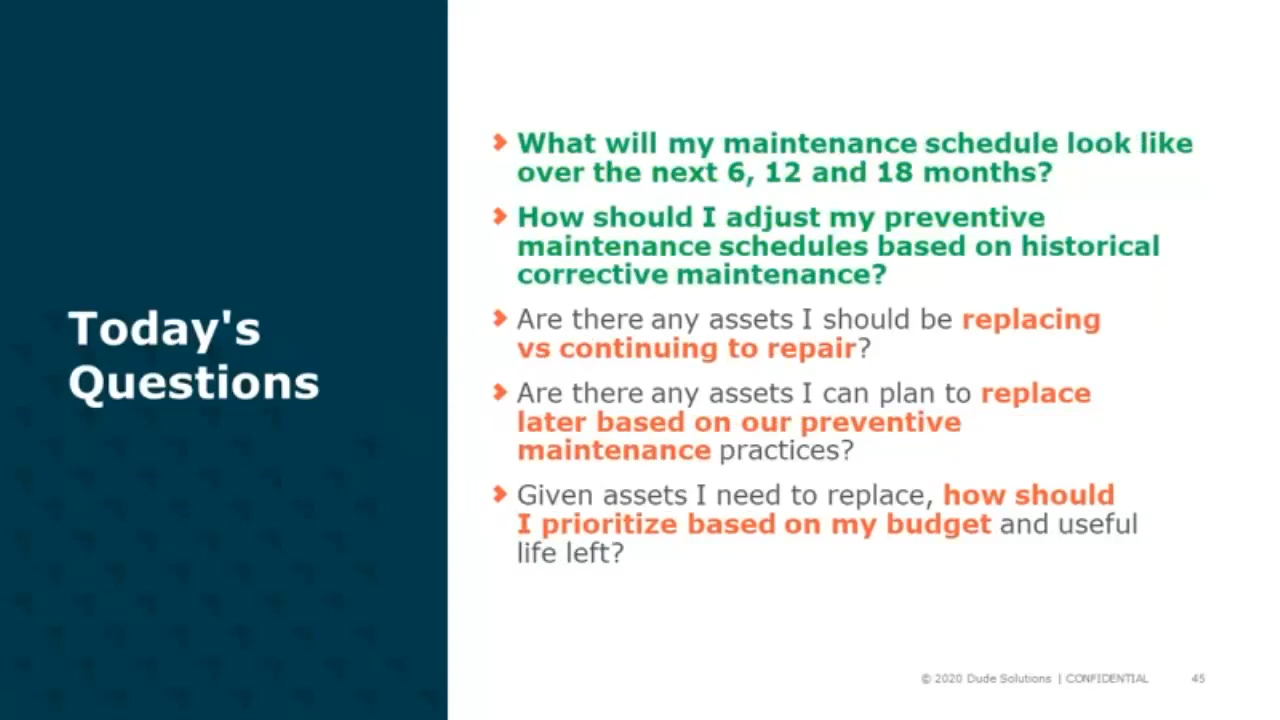 Today's
Questions
What will my maintenance schedule look like
over the next 6, 12 and 18 months?
How should I adjust my preventive
maintenance schedules based on historical
corrective maintenance?
Are there any assets I should be replacing
vs continuing to repair?
Are there any assets I can plan to replace
later based on our preventive
maintenance practices?
Given assets I need to replace, how should
I prioritize based on my budget and useful
life left?
© 2020 Dude Solutions | CONFIDENTIAL 45